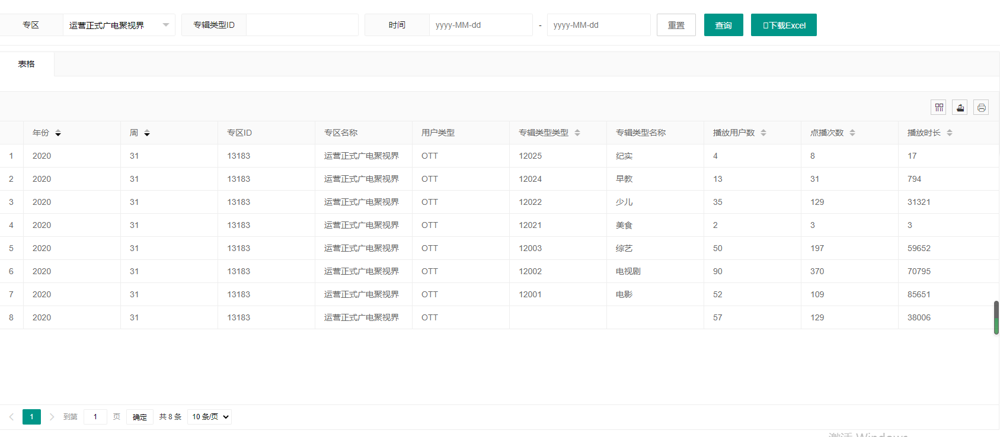 专区 运营正式广电聚视界 专辑类型ID 时间 yyyy-MM-dd - yyyy-MM-dd 重置 查询 下载Excel
表格
年份 周 专区ID 专区名称 用户类型 专辑类型类型 专辑类型名称 播放用户数 点播次数 播放时长
1 2020 31 13183 运营正式广电聚视界 OTT 12025 纪实 4 8 17
2 2020 31 13183 运营正式广电聚视界 OTT 12024 早教 13 31 794
3 2020 31 13183 运营正式广电聚视界 OTT 12022 少儿 35 129 31321
4 2020 31 13183 运营正式广电聚视界 OTT 12021 美食 2 3 3
5 2020 31 13183 运营正式广电聚视界 OTT 12003 综艺 50 197 59652
6 2020 31 13183 运营正式广电聚视界 OTT 12002 电视剧 90 370 70795
7 2020 31 13183 运营正式广电聚视界 OTT 12001 电影 52 109 85651
8 2020 31 13183 运营正式广电聚视界 OTT 57 129 38006
1 到第 1 页 确定 共 8 条 10 条/页
激活 Windows